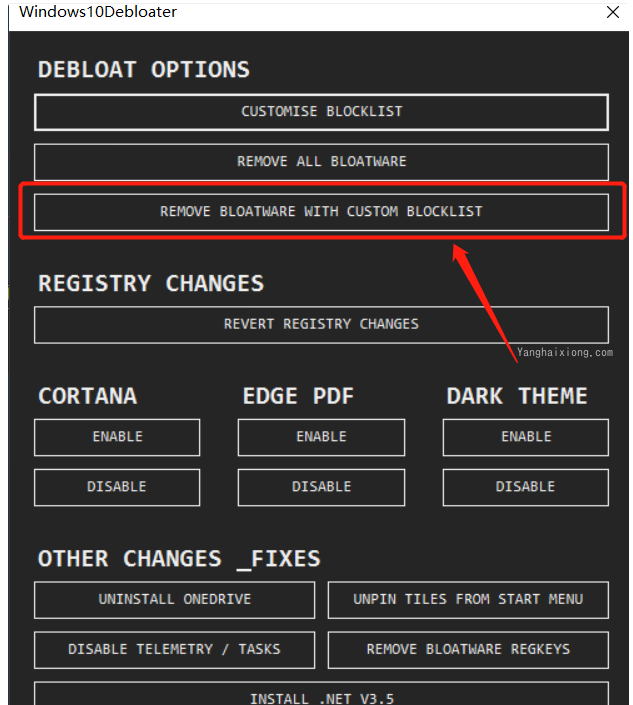 Windows10Debloater
DEBLOAT OPTIONS
CUSTOMISE BLOCKLIST
REMOVE ALL BLOATWARE
REMOVE BLOATWARE WITH CUSTOM BLOCKLIST
REGISTRY CHANGES
REVERT REGISTRY CHANGES
Yanghaixiong.com
CORTANA EDGE PDF DARK THEME
ENABLE ENABLE ENABLE
DISABLE DISABLE DISABLE
OTHER CHANGES _FIXES
UNINSTALL ONEDRIVE UNPIN TILES FROM START MENU
DISABLE TELEMETRY / TASKS REMOVE BLOATWARE REGKEYS
INSTALL .NET V3.5